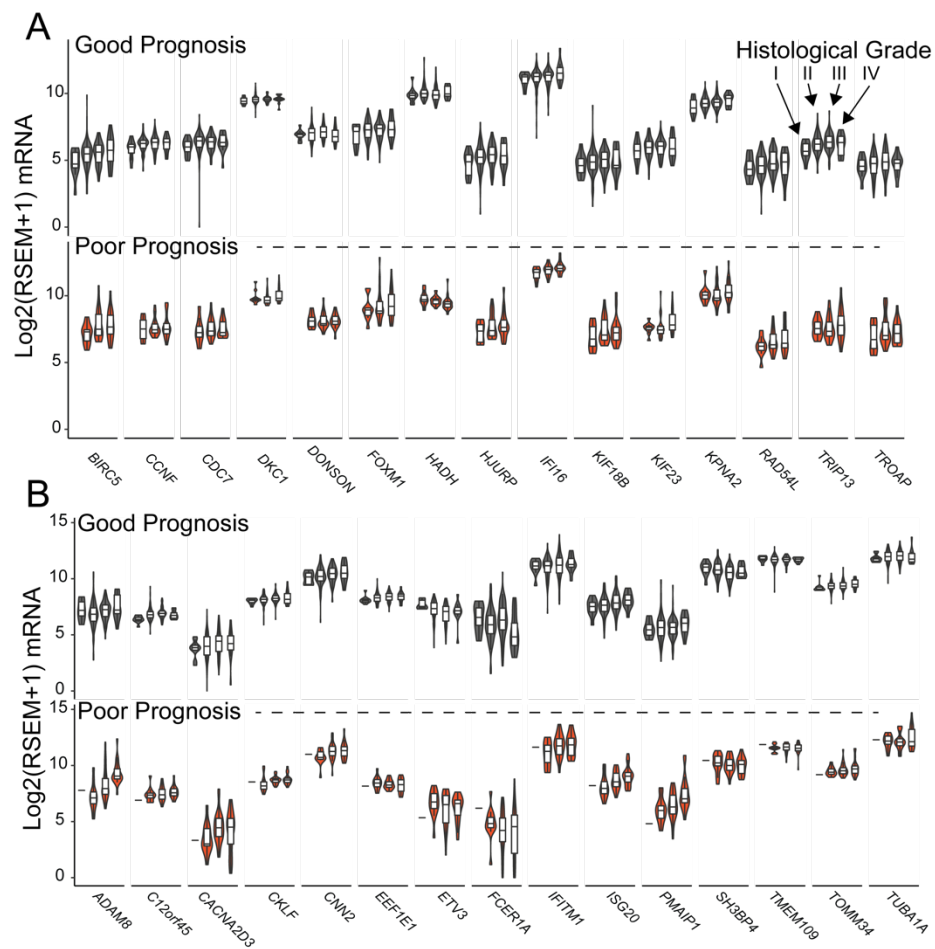 A
Good Prognosis
Histological Grade
I II III IV
10
5
0
Poor Prognosis
10
5
0
Log2(RSEM+1) mRNA
BIRC5 CCNF CDC7 DKC1 DONSON FOXM1 HADH HJURP IFI16 KIF18B KIF23 KPNA2 RAD54L TRIP13 TROAP
B
15
Good Prognosis
10
5
0
15
Poor Prognosis
10
5
0
Log2(RSEM+1) mRNA
ADAM8 C12orf45 CACNA2D3 CKLF CNN2 EEF1E1 ETV3 FCER1A IFITM1 ISG20 PMAIP1 SH3BP4 TMEM109 TOMM34 TUBA1A